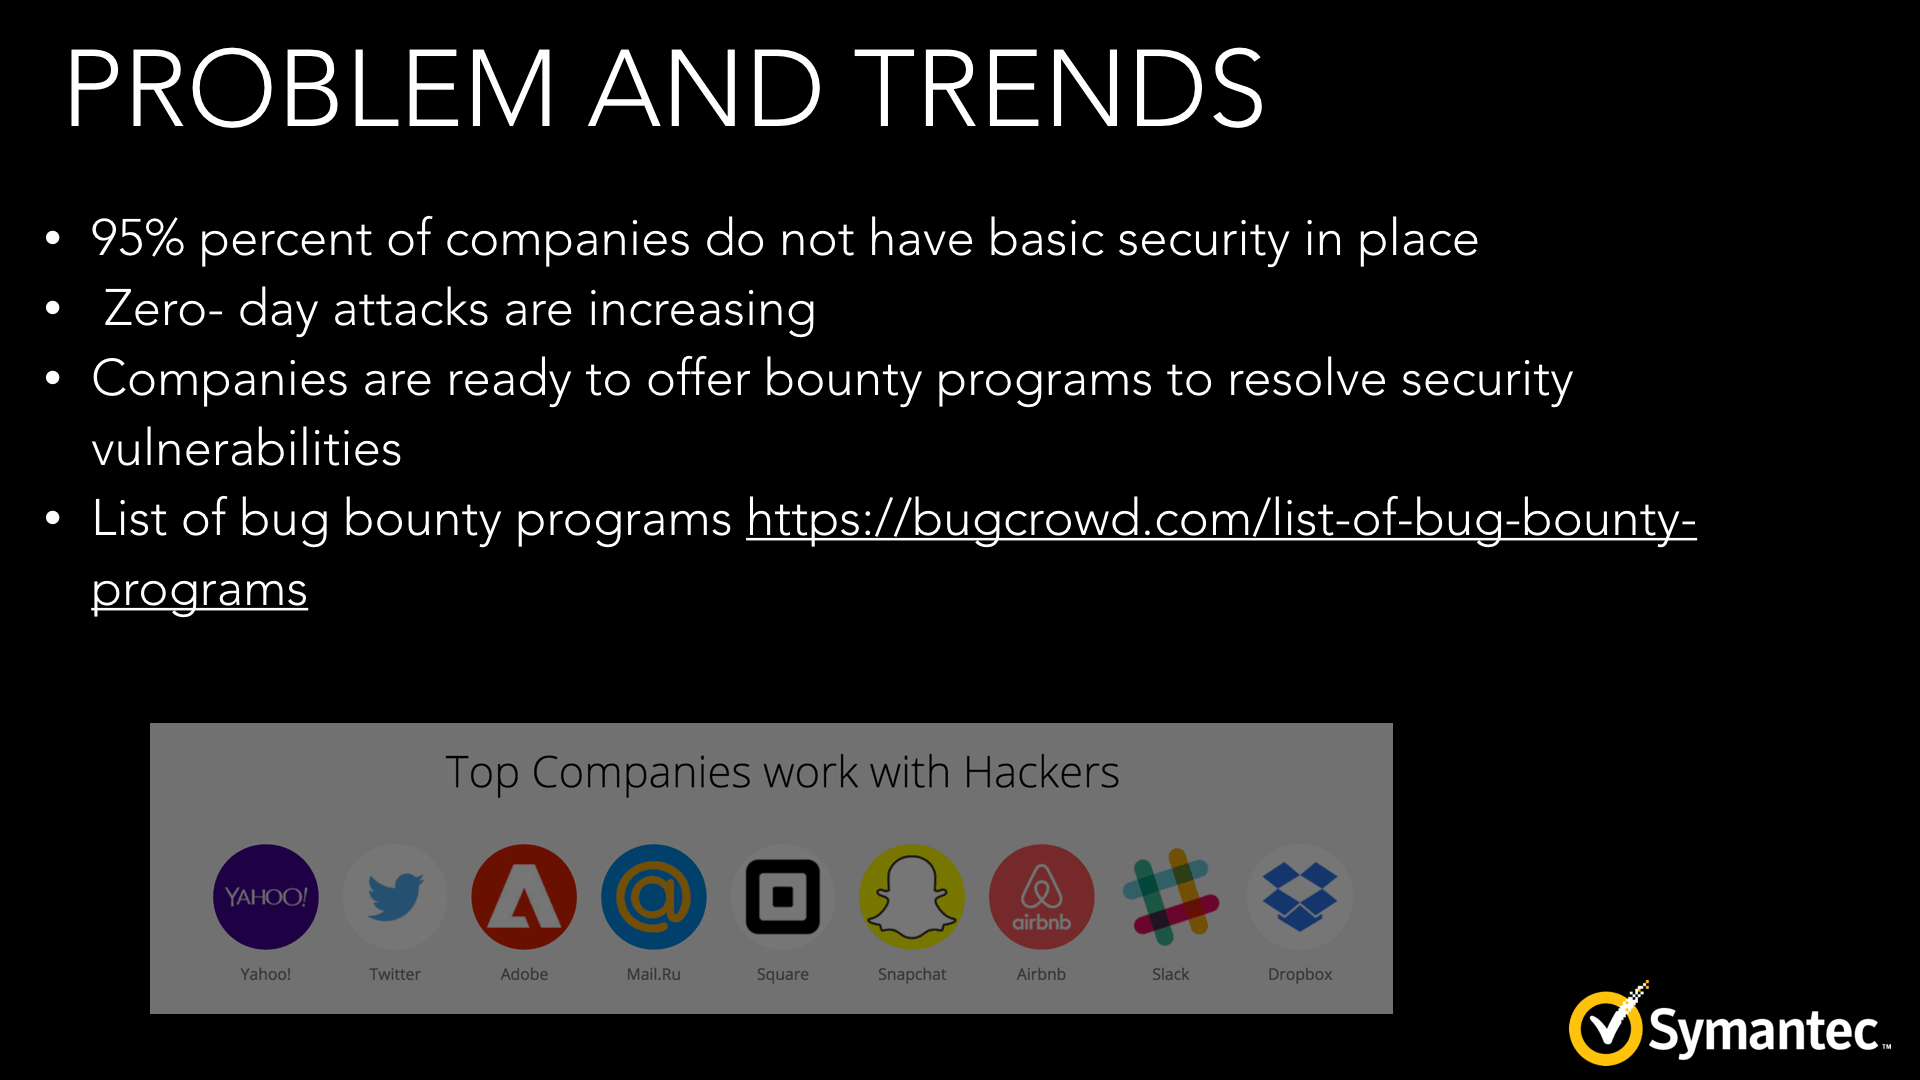 PROBLEM AND TRENDS
• 95% percent of companies do not have basic security in place
• Zero- day attacks are increasing
• Companies are ready to offer bounty programs to resolve security
vulnerabilities
• List of bug bounty programs https://bugcrowd.com/list-of-bug-bounty-
programs
Top Companies work with Hackers
YAHOO!
airbnb
Yahoo! Twitter Adobe Mail.Ru Square Snapchat Airbnb Slack Dropbox
Symantec™